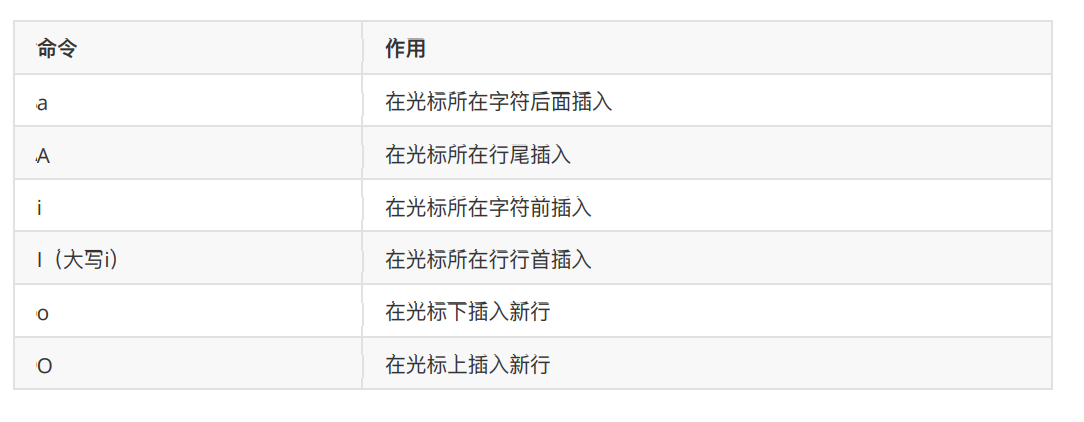 命令 作用
a 在光标所在字符后面插入
A 在光标所在行尾插入
i 在光标所在字符前插入
I（大写i） 在光标所在行行首插入
o 在光标下插入新行
O 在光标上插入新行